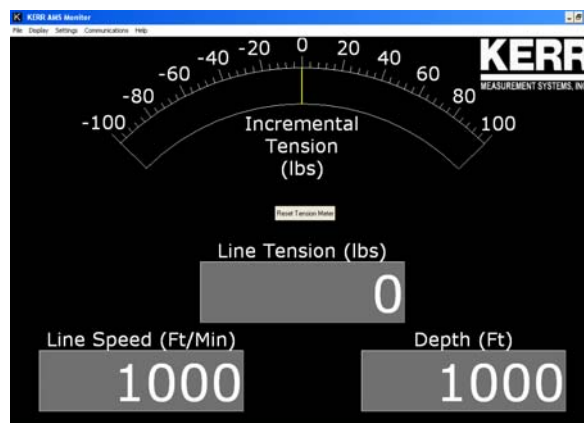 KERR AMS Monitor
File Display Settings Communications Help
-100 -80 -60 -40 -20 0 20 40 60 80 100
KERR
MEASUREMENT SYSTEMS, INC
Incremental
Tension
(lbs)
Reset Tension Meter
Line Tension (lbs)
0
Line Speed (Ft/Min) Depth (Ft)
1000 1000